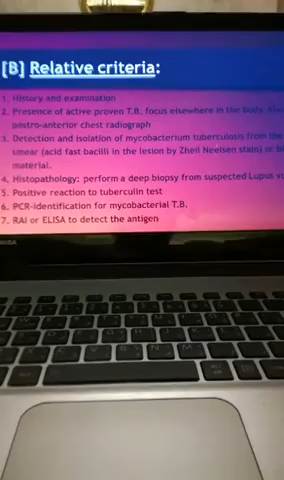 [B] Relative criteria:
1. History and examination
2. Presence of active proven T.B. focus elsewhere in the body.
postro-anterior chest radiograph
3. Detection and isolation of mycobacterium tuberculosis from the
smear (acid fast bacilli in the lesion by Zheil Neelsen stain) or
material.
4. Histopathology: perform a deep biopsy from suspected Lupus
5. Positive reaction to tuberculin test
6. PCR-identification for mycobacterial T.B.
7. RAI or ELISA to detect the antigen